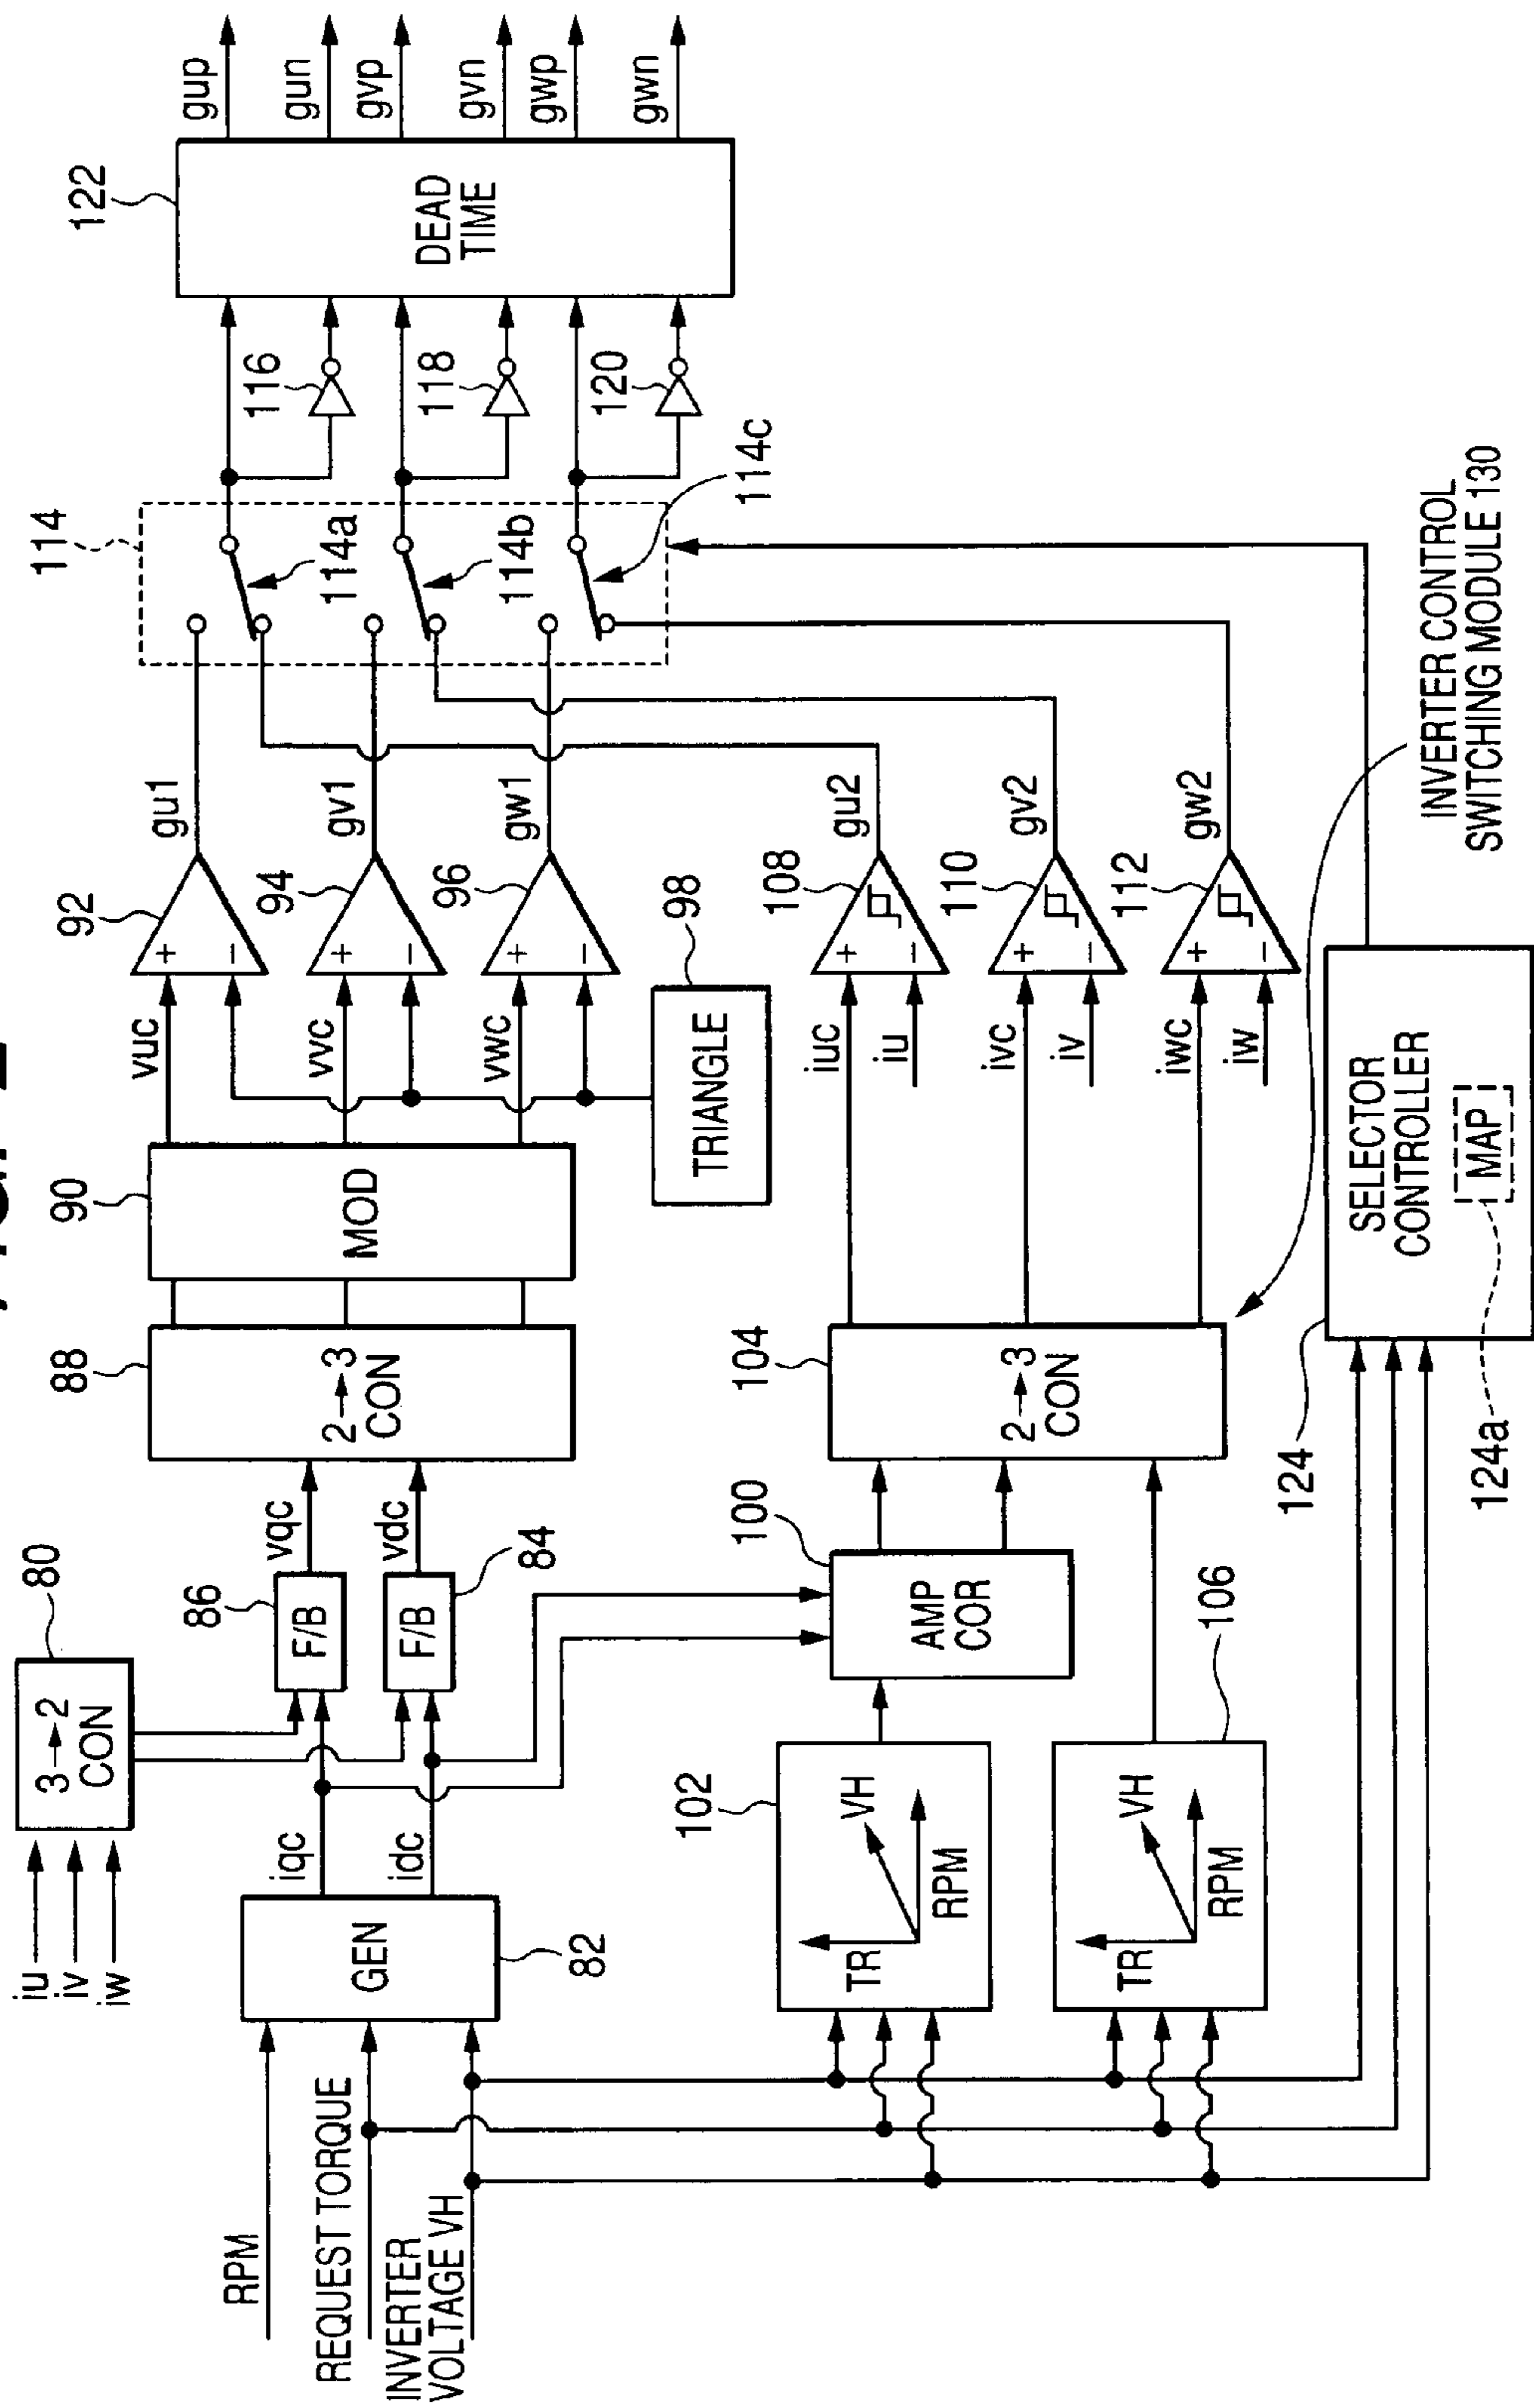 iu
iv
iw
3→2
CON
80
RPM
REQUEST TORQUE
INVERTER
VOLTAGE VH
GEN
82
iqc
idc
86
F/B
F/B
84
vqc
vdc
88
2→3
CON
90
MOD
vuc
vvc
vwc
TRIANGLE
98
92
+
−
94
+
−
96
+
−
gu1
gv1
gw1
114
114a
114b
114c
116
118
120
122
DEAD
TIME
gup
gun
gvp
gvn
gwp
gwn
102
TR
VH
RPM
106
TR
VH
RPM
100
AMP
COR
104
2→3
CON
iuc
iu
ivc
iv
iwc
iw
108
+
−
110
+
−
112
+
−
gu2
gv2
gw2
124
SELECTOR
CONTROLLER
MAP
124a
INVERTER CONTROL
SWITCHING MODULE 130